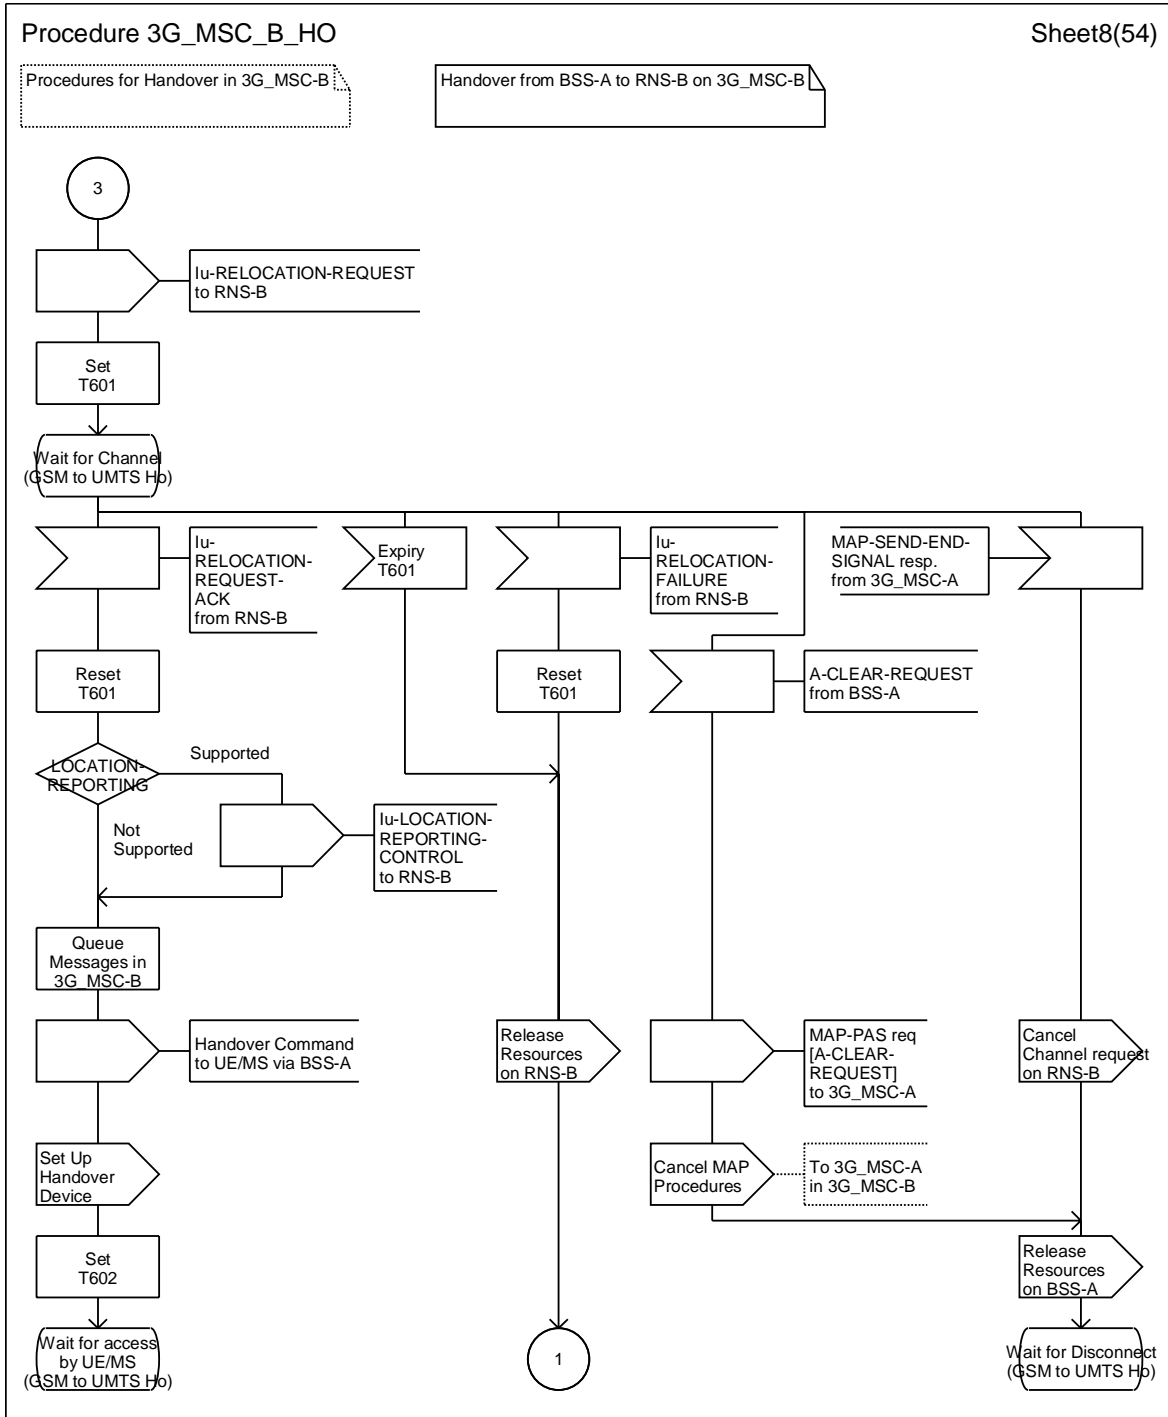 Procedure 3G_MSC_B_HO
Sheet8(54)
Procedures for Handover in 3G_MSC-B
Handover from BSS-A to RNS-B on 3G_MSC-B
3
Iu-RELOCATION-REQUEST
to RNS-B
Set
T601
Wait for Channel
(GSM to UMTS Ho)
Iu-
RELOCATION-
REQUEST-
ACK
from RNS-B
Expiry
T601
Iu-
RELOCATION-
FAILURE
from RNS-B
MAP-SEND-END-
SIGNAL resp.
from 3G_MSC-A
Reset
T601
Reset
T601
A-CLEAR-REQUEST
from BSS-A
LOCATION-
REPORTING
Supported
Not
Supported
Iu-LOCATION-
REPORTING-
CONTROL
to RNS-B
Queue
Messages in
3G_MSC-B
Handover Command
to UE/MS via BSS-A
Release
Resources
on RNS-B
MAP-PAS req
[A-CLEAR-
REQUEST]
to 3G_MSC-A
Cancel
Channel request
on RNS-B
Set Up
Handover
Device
Cancel MAP
Procedures
To 3G_MSC-A
in 3G_MSC-B
Set
T602
Release
Resources
on BSS-A
Wait for access
by UE/MS
(GSM to UMTS Ho)
1
Wait for Disconnect
(GSM to UMTS Ho)